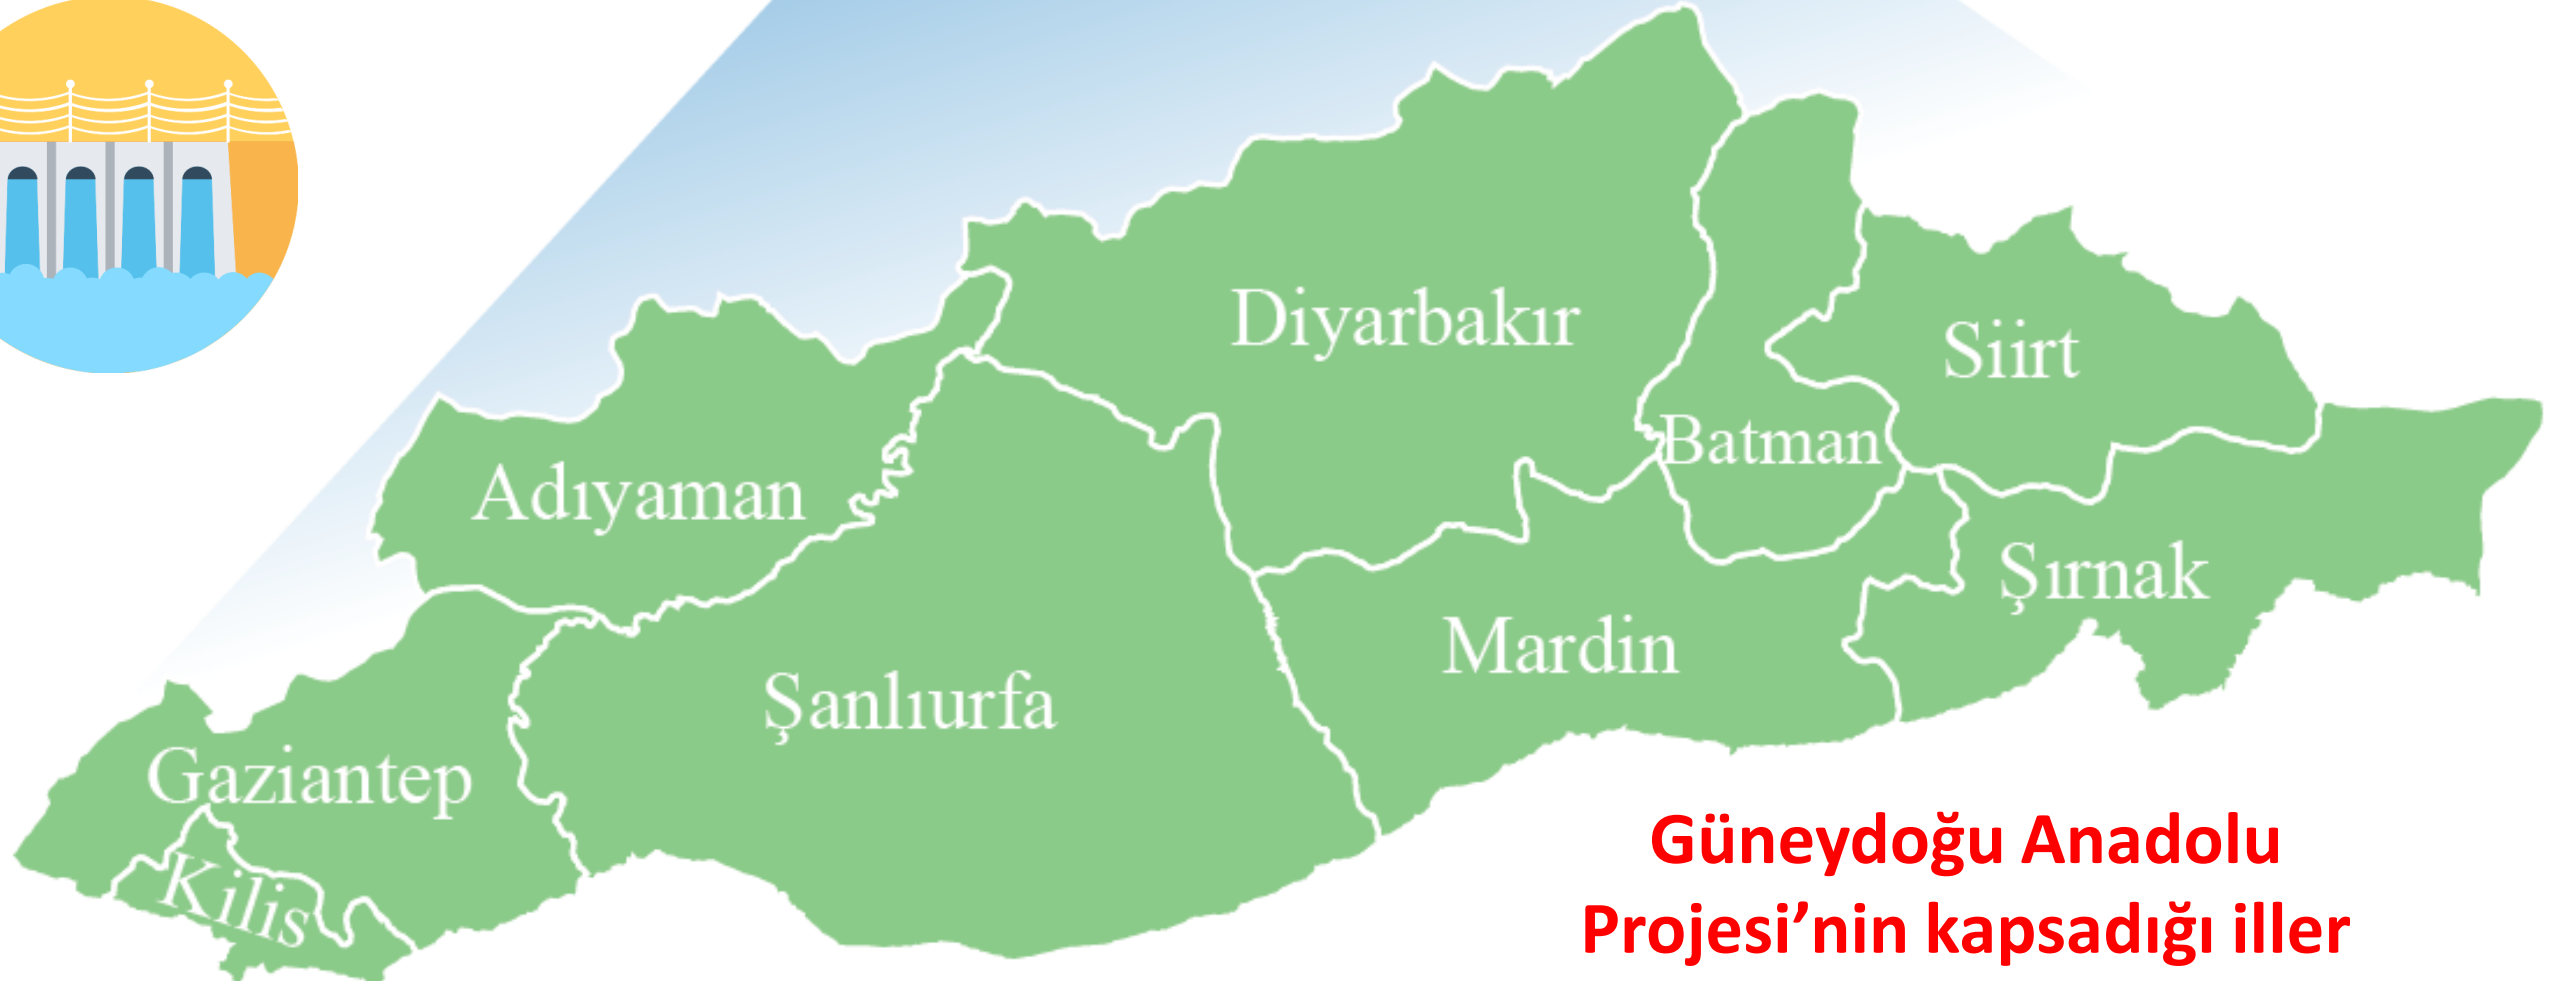 Diyarbakır
Siirt
Batman
Adıyaman
Şırnak
Mardin
Şanlıurfa
Gaziantep
Kilis
Güneydoğu Anadolu
Projesi’nin kapsadığı iller